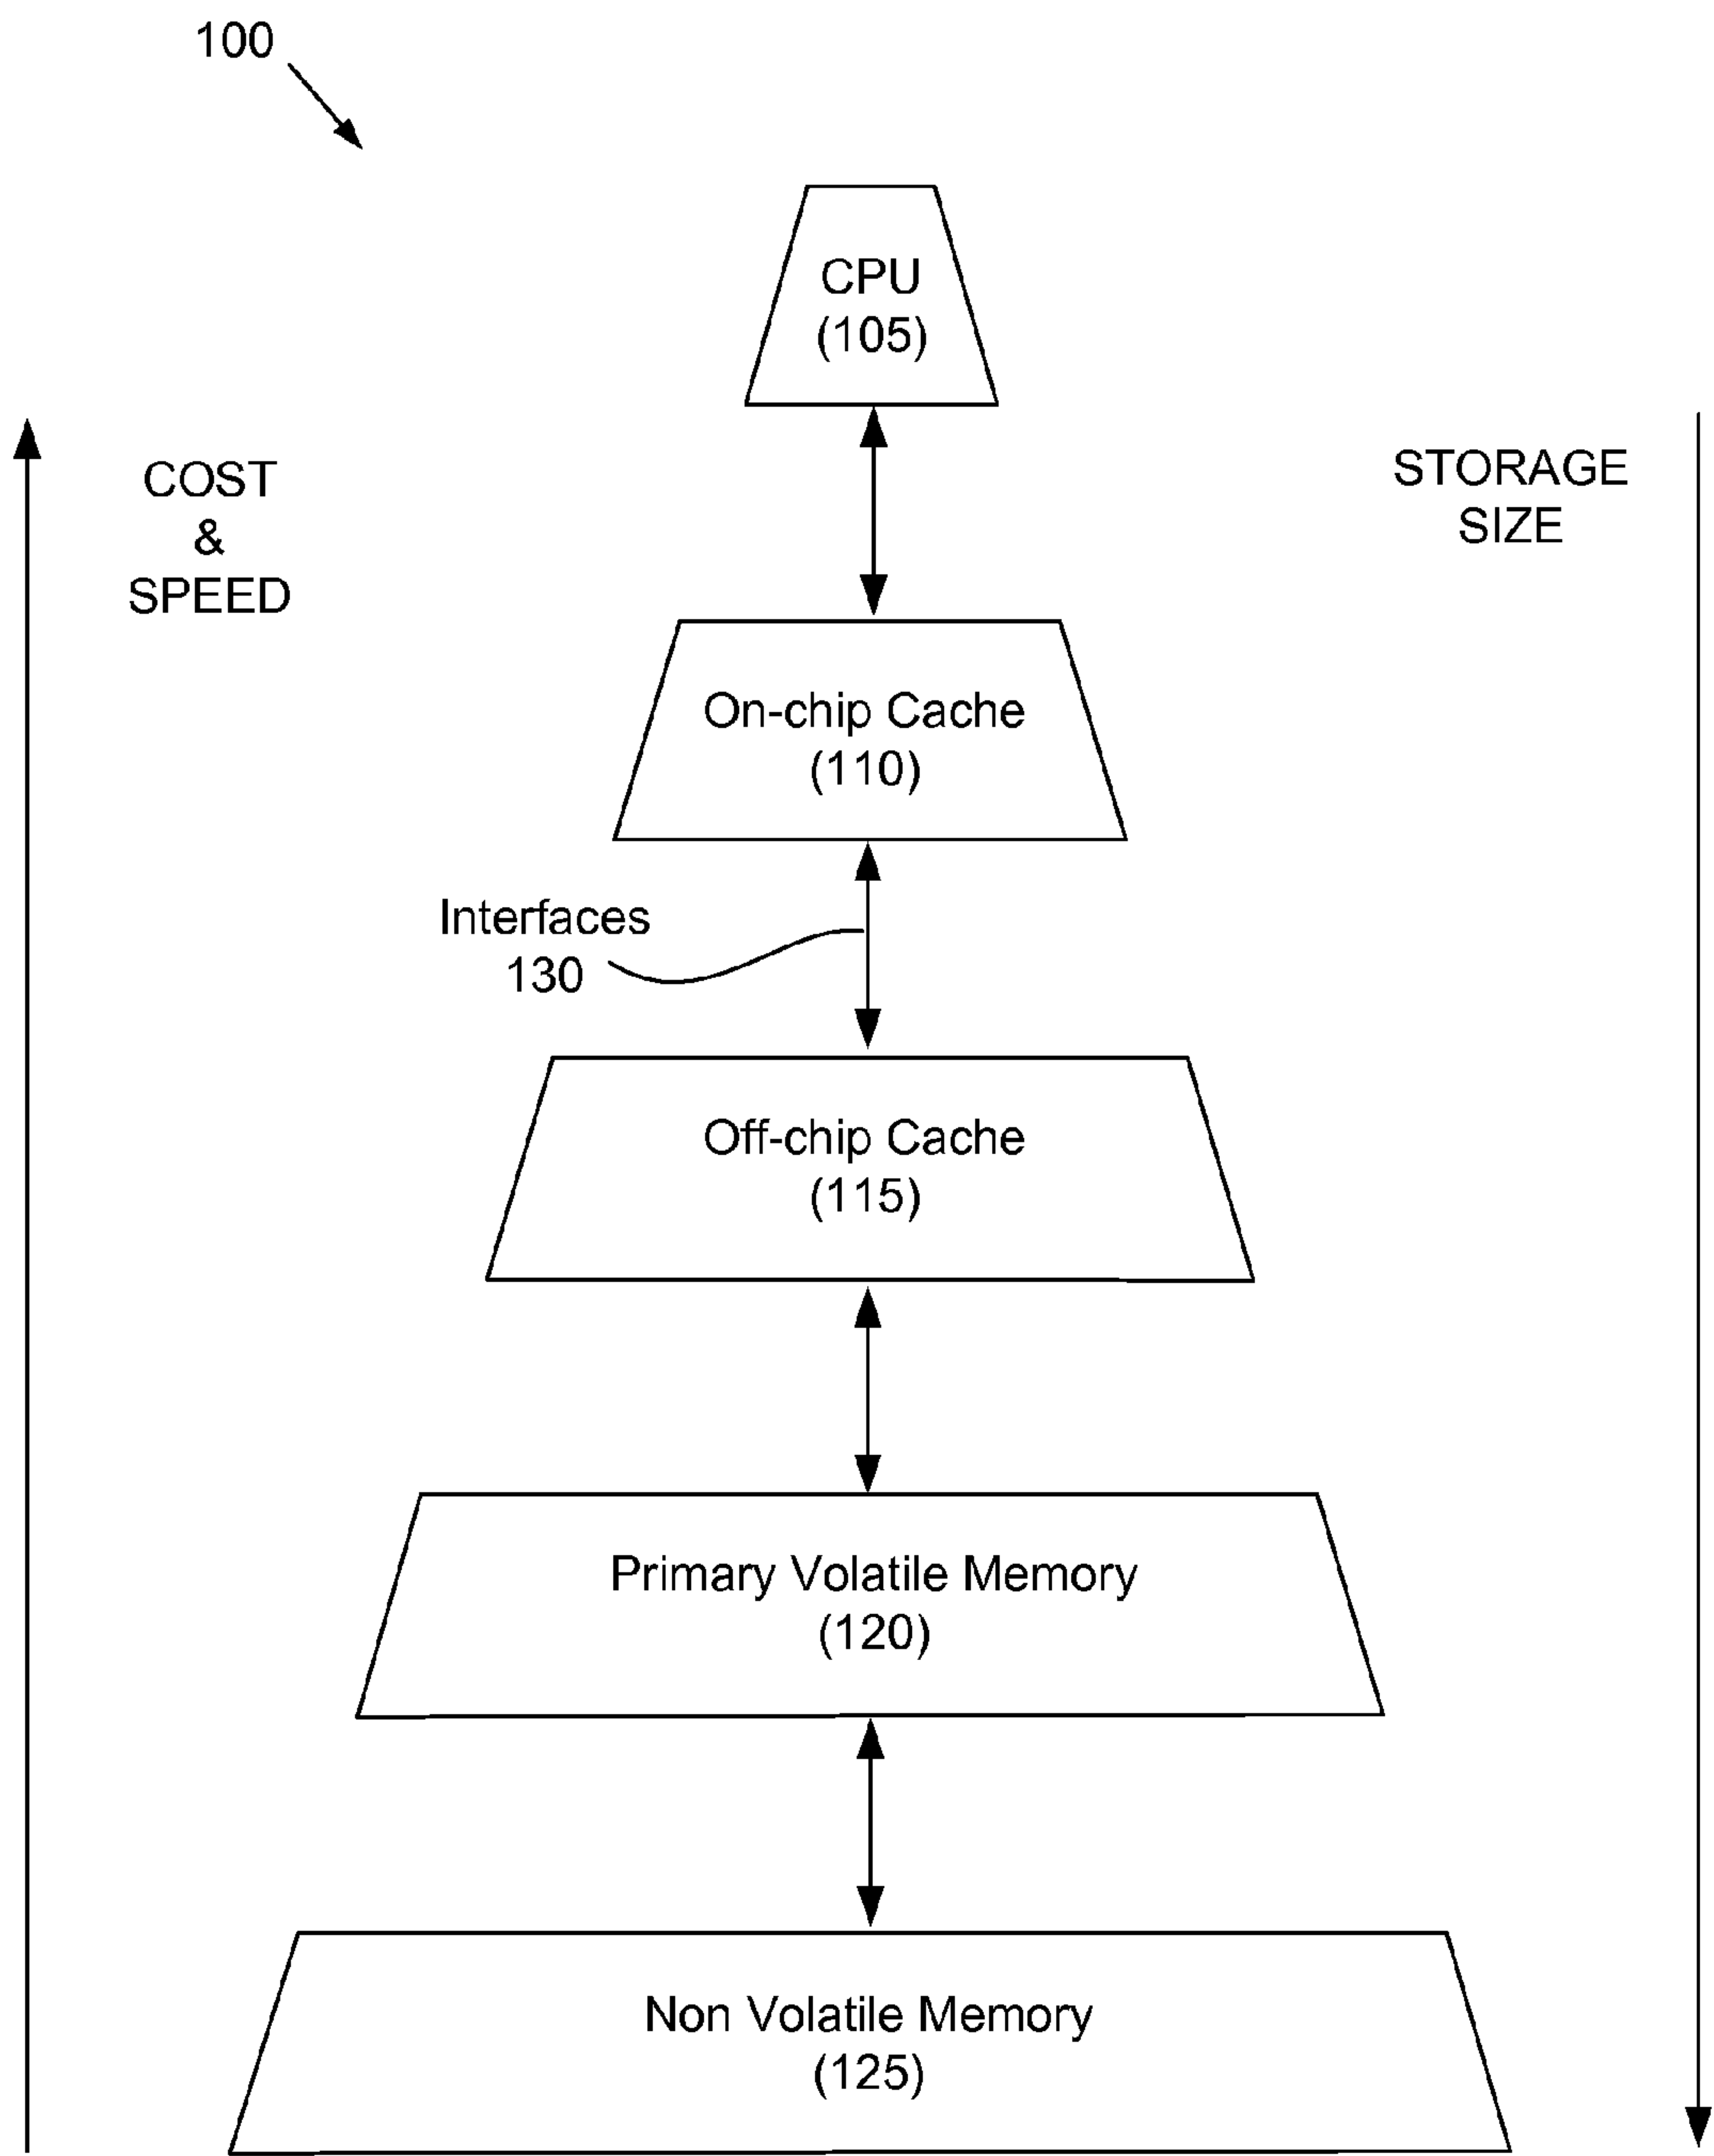 100
CPU
(105)
COST
&
SPEED
STORAGE
SIZE
On-chip Cache
(110)
Interfaces
130
Off-chip Cache
(115)
Primary Volatile Memory
(120)
Non Volatile Memory
(125)